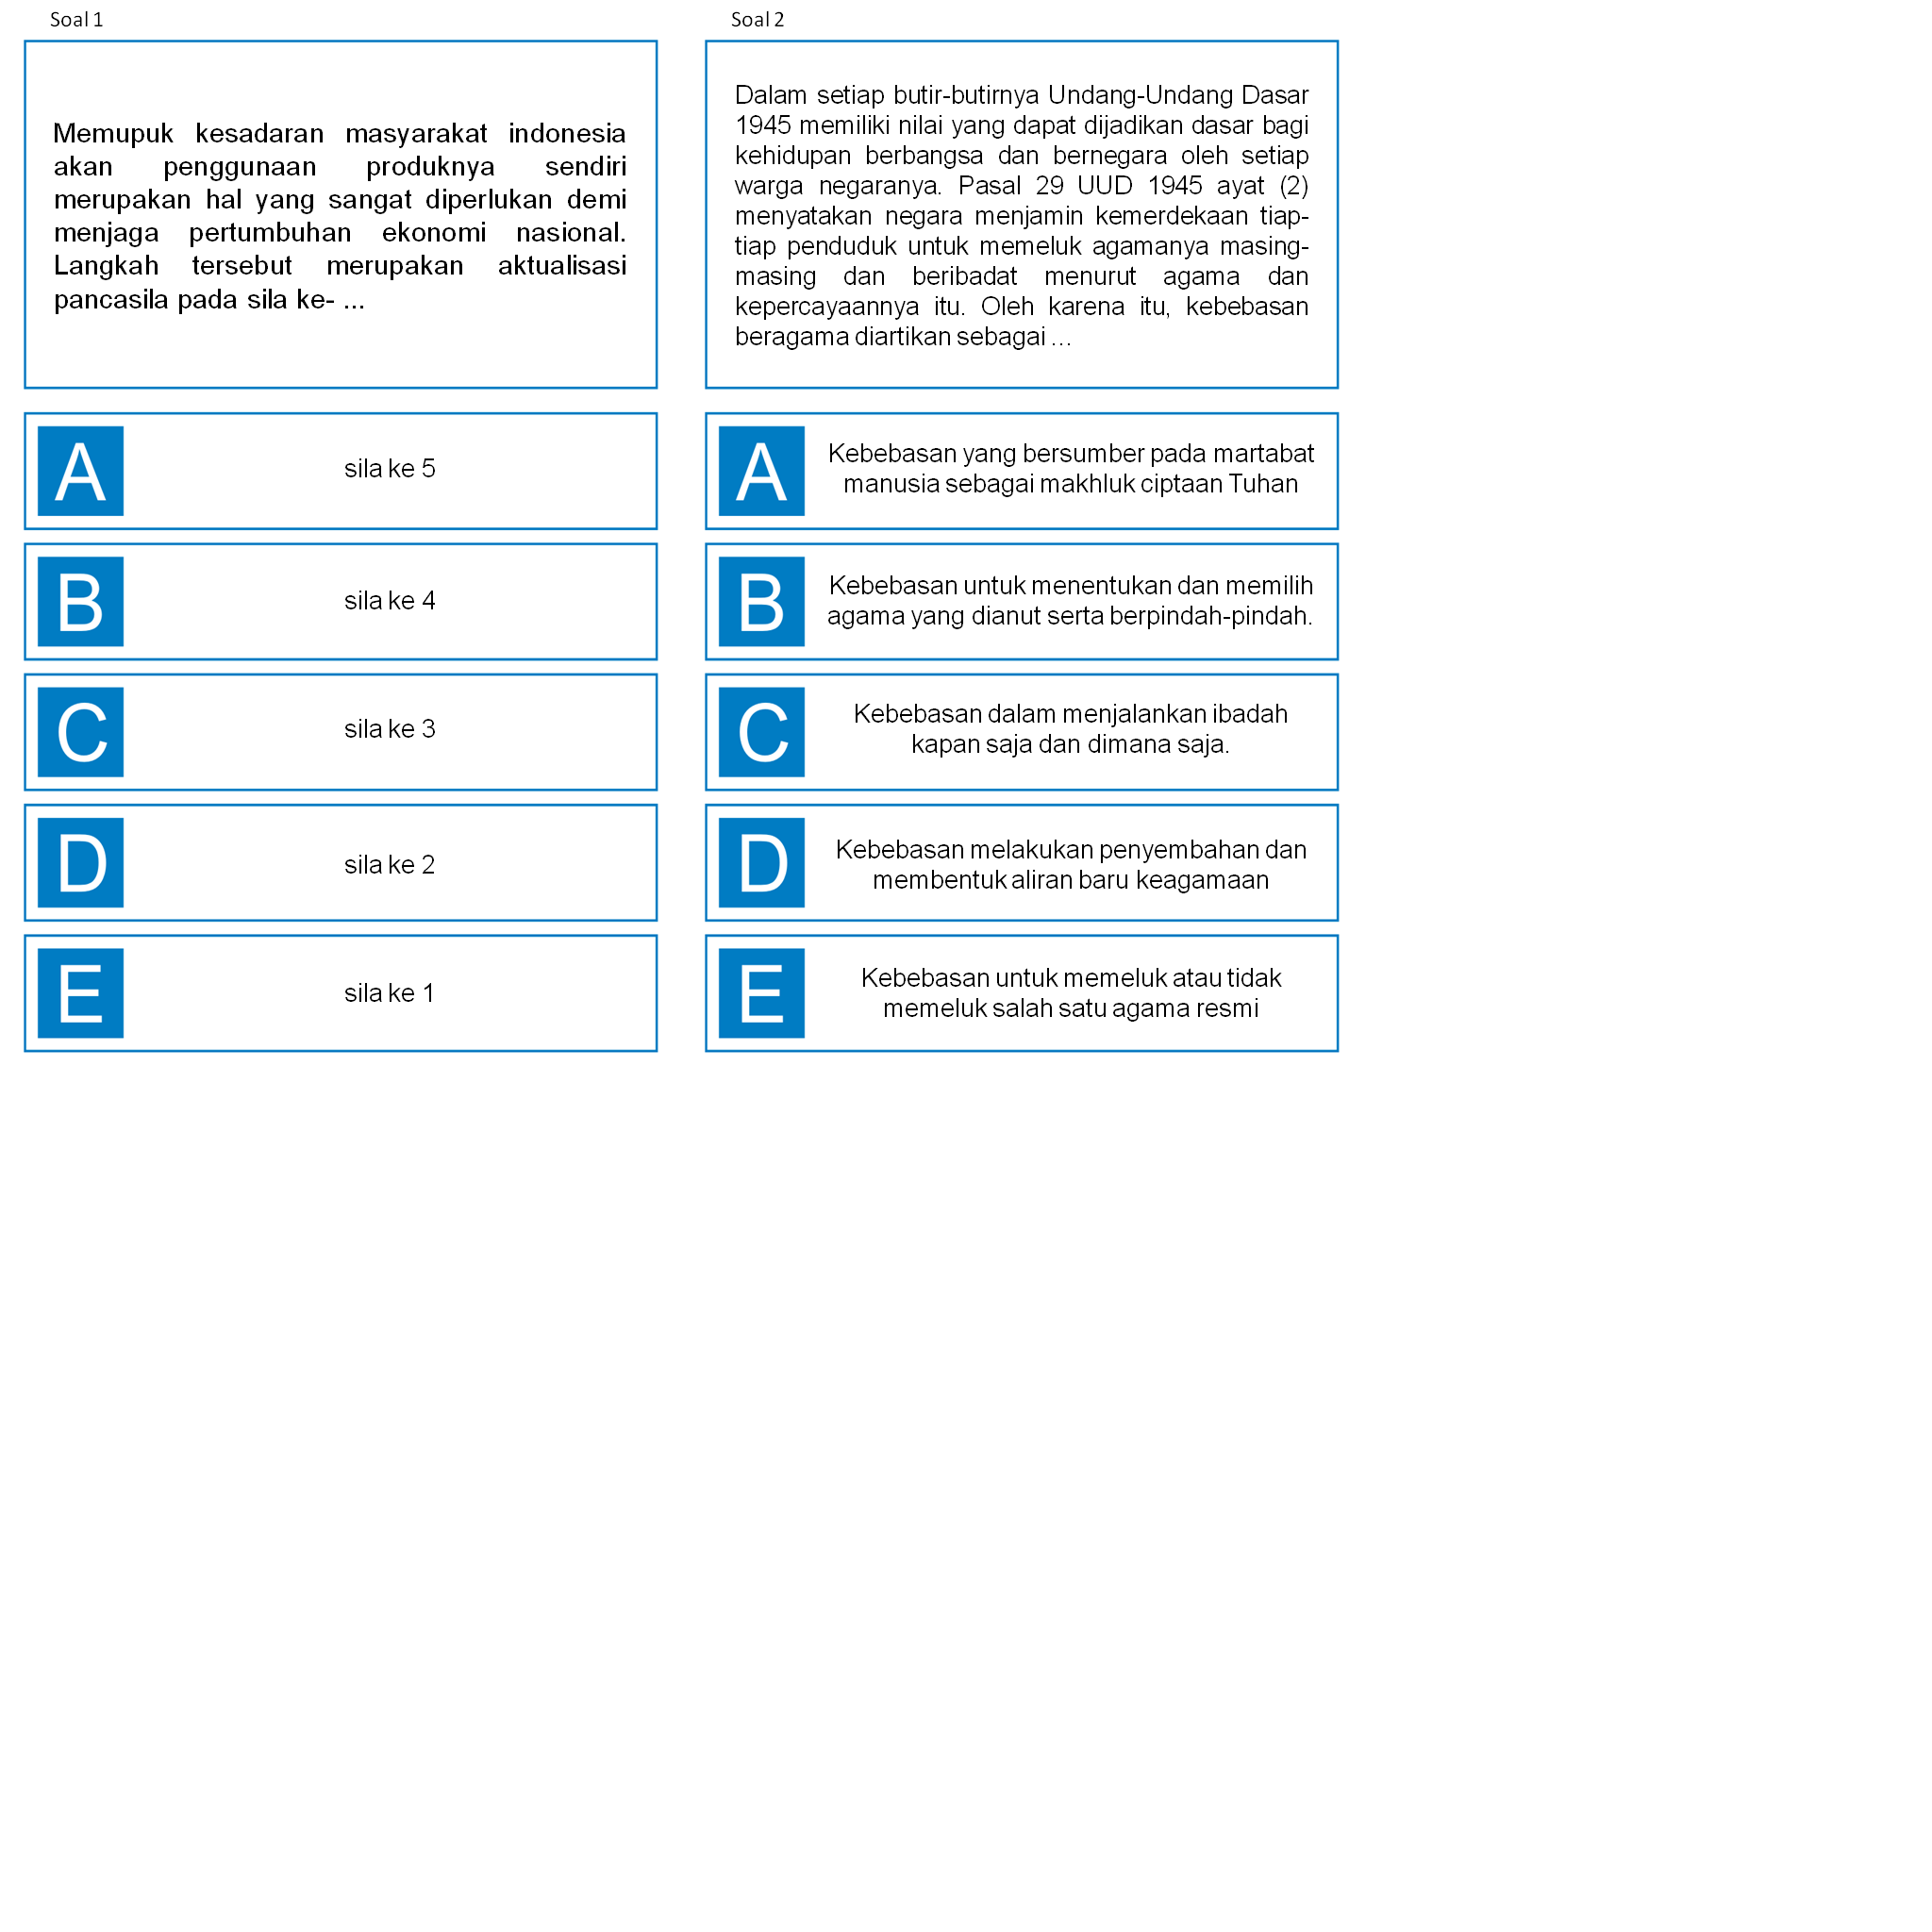 Soal 1
Memupuk kesadaran masyarakat indonesia
akan penggunaan produknya sendiri
merupakan hal yang sangat diperlukan demi
menjaga pertumbuhan ekonomi nasional.
Langkah tersebut merupakan aktualisasi
pancasila pada sila ke- ...
A
sila ke 5
B
sila ke 4
C
sila ke 3
D
sila ke 2
E
sila ke 1
Soal 2
Dalam setiap butir-butirnya Undang-Undang Dasar
1945 memiliki nilai yang dapat dijadikan dasar bagi
kehidupan berbangsa dan bernegara oleh setiap
warga negaranya. Pasal 29 UUD 1945 ayat (2)
menyatakan negara menjamin kemerdekaan tiap-
tiap penduduk untuk memeluk agamanya masing-
masing dan beribadat menurut agama dan
kepercayaannya itu. Oleh karena itu, kebebasan
beragama diartikan sebagai ...
A
Kebebasan yang bersumber pada martabat
manusia sebagai makhluk ciptaan Tuhan
B
Kebebasan untuk menentukan dan memilih
agama yang dianut serta berpindah-pindah.
C
Kebebasan dalam menjalankan ibadah
kapan saja dan dimana saja.
D
Kebebasan melakukan penyembahan dan
membentuk aliran baru keagamaan
E
Kebebasan untuk memeluk atau tidak
memeluk salah satu agama resmi